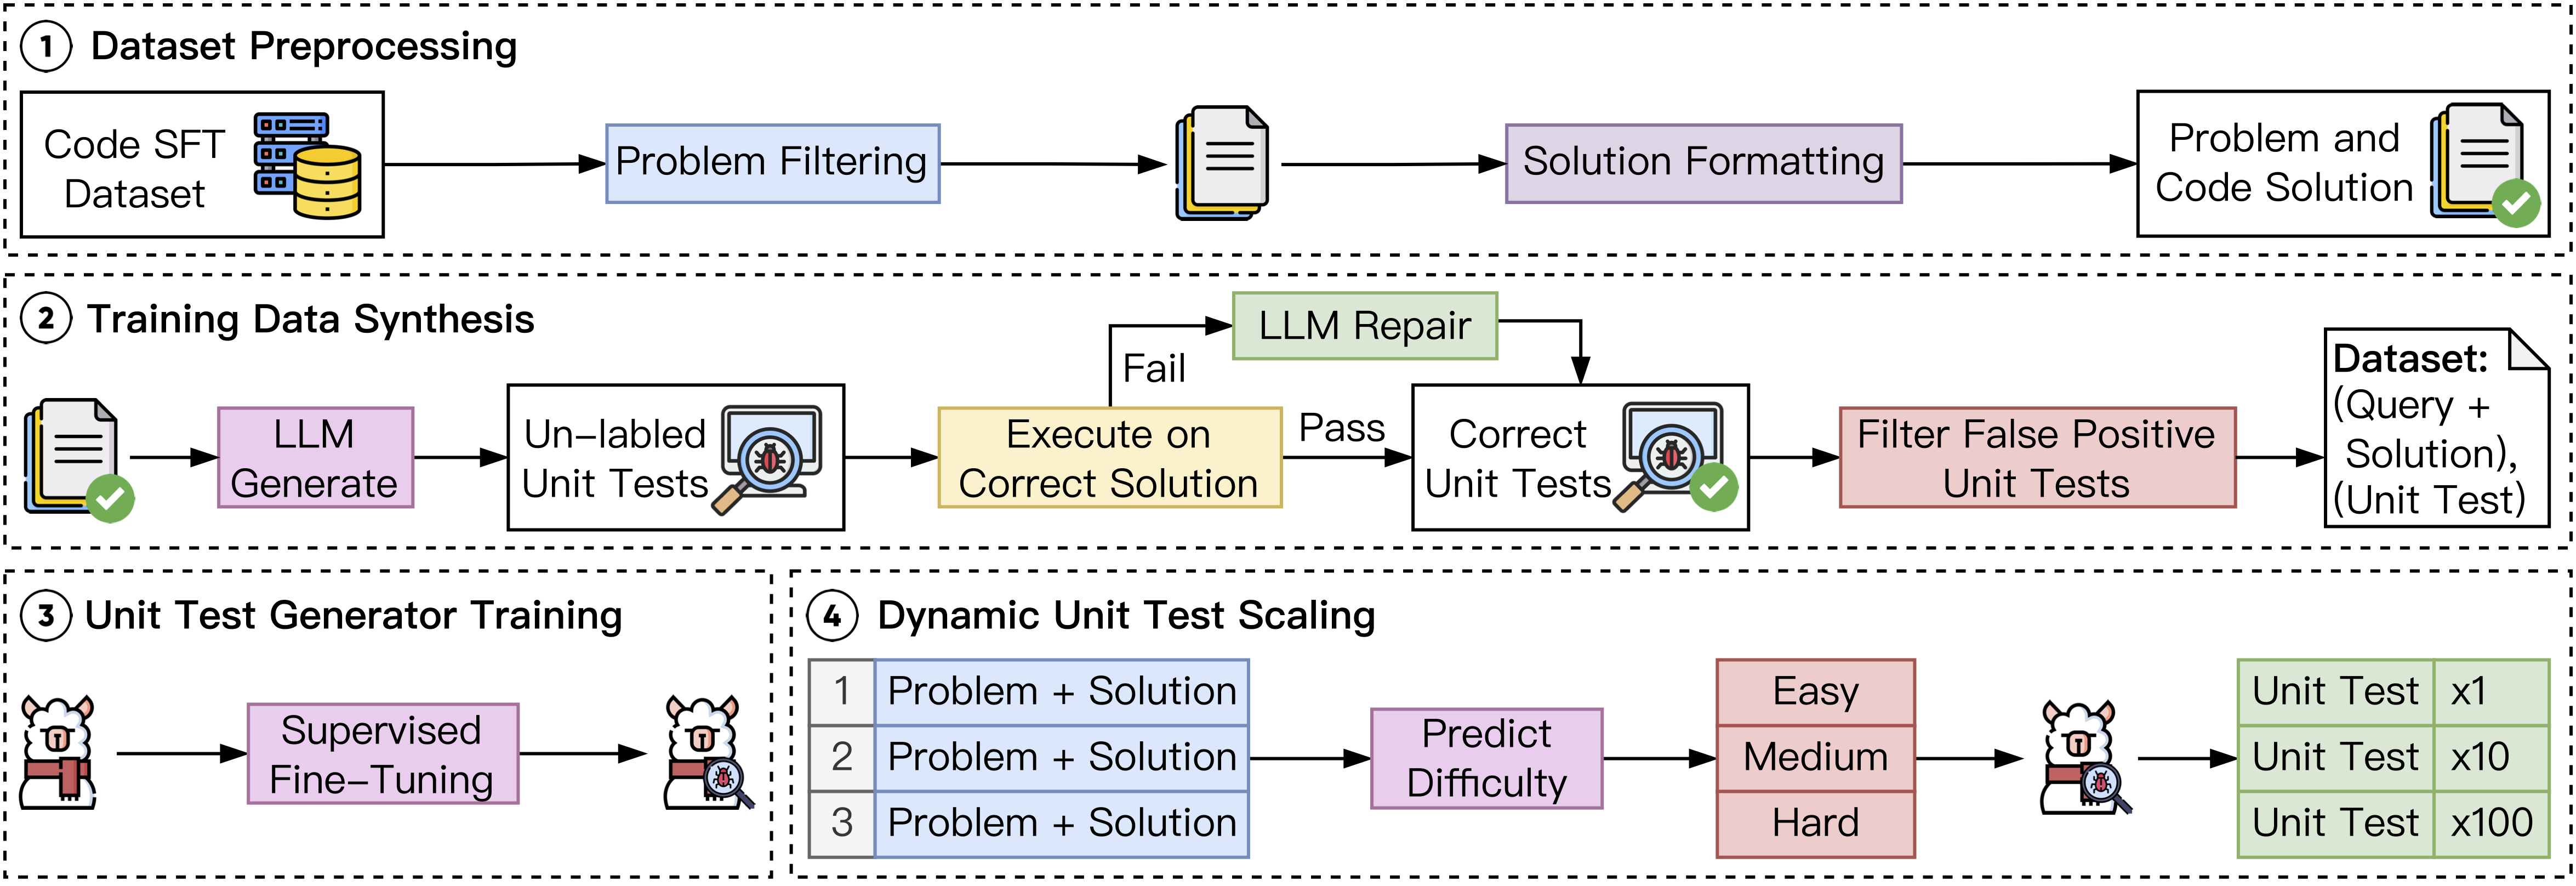 1 Dataset Preprocessing
Code SFT
Dataset
Problem Filtering
Solution Formatting
Problem and
Code Solution
2 Training Data Synthesis
LLM
Generate
Un-labled
Unit Tests
Execute on
Correct Solution
Fail
LLM Repair
Pass
Correct
Unit Tests
Filter False Positive
Unit Tests
Dataset:
(Query +
Solution),
(Unit Test)
3 Unit Test Generator Training
Supervised
Fine-Tuning
4 Dynamic Unit Test Scaling
1 Problem + Solution
2 Problem + Solution
3 Problem + Solution
Predict
Difficulty
Easy
Medium
Hard
Unit Test x1
Unit Test x10
Unit Test x100